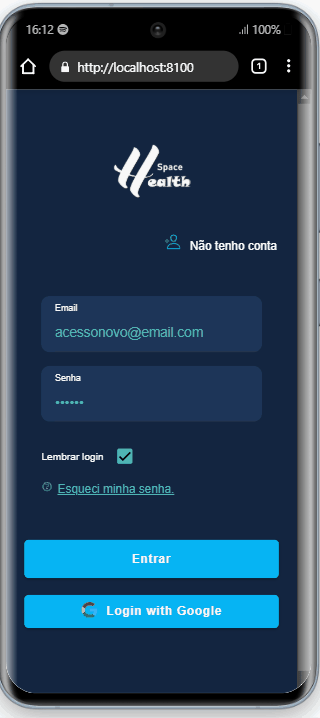 16:12 100%
http://localhost:8100 1
Space
Health
Não tenho conta
Email
acessonovo@email.com
Senha
••••••
Lembrar login
Esqueci minha senha.
Entrar
Login with Google